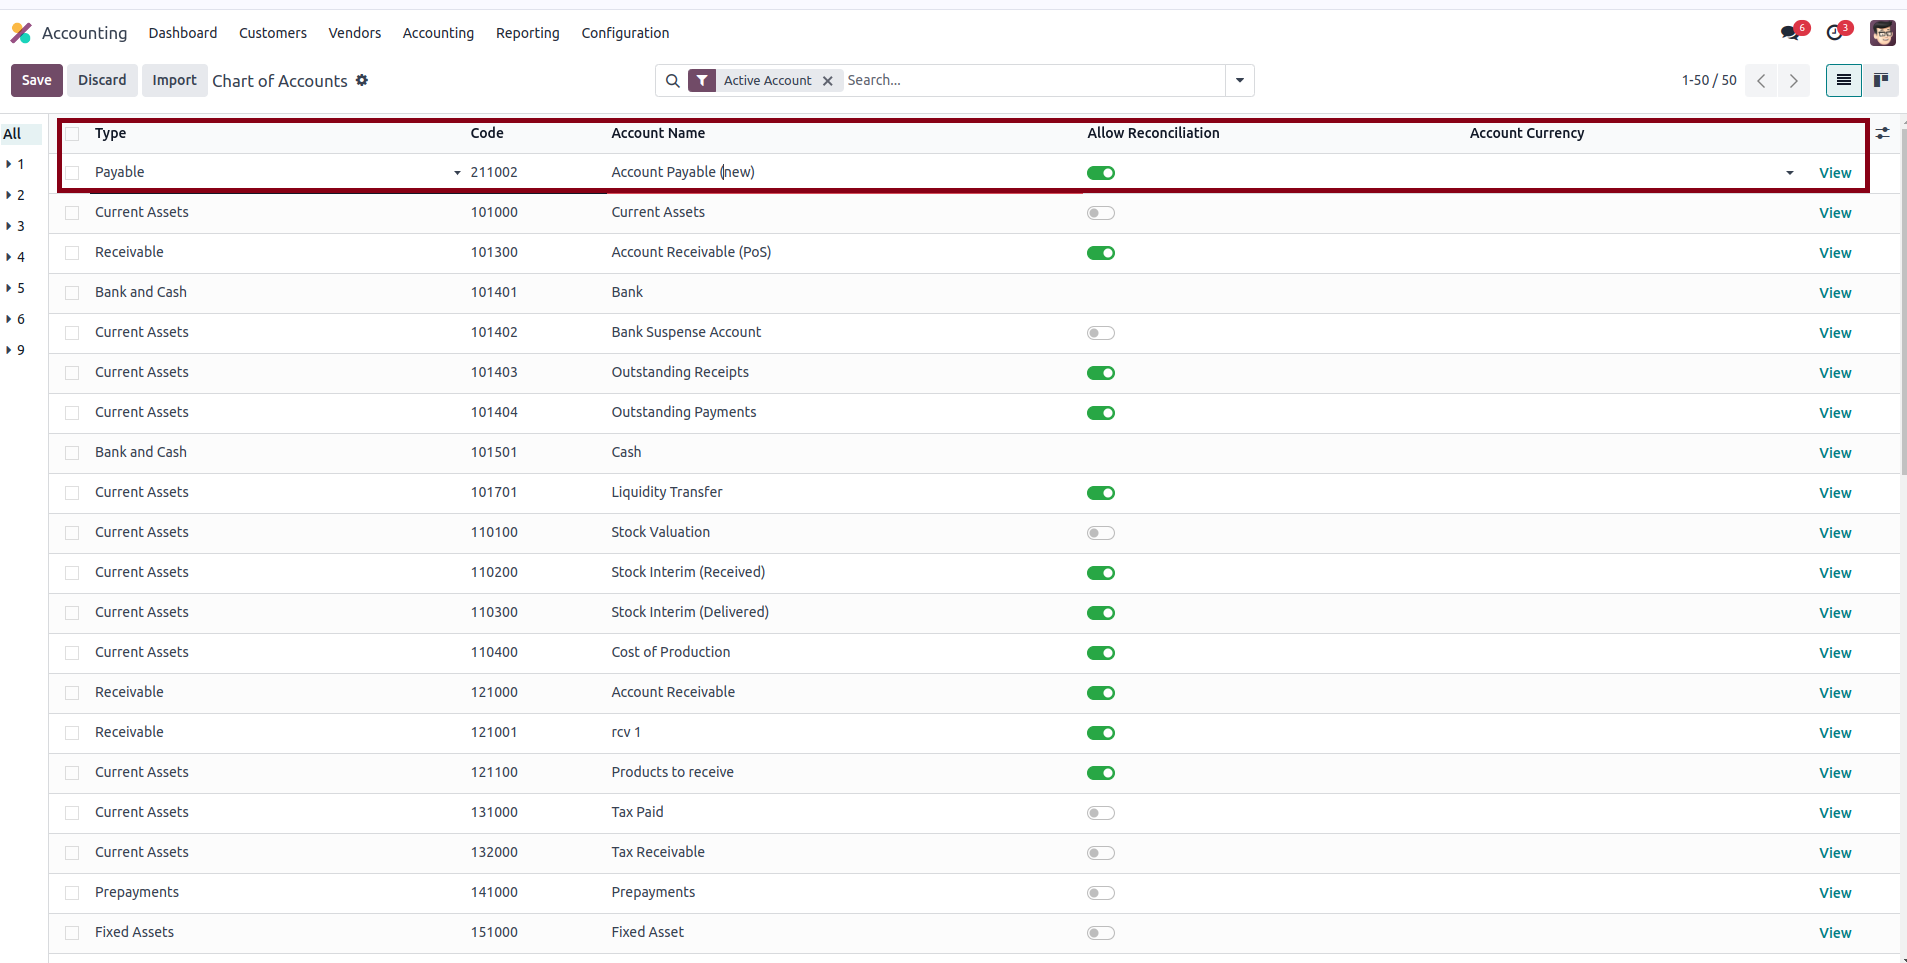 Accounting Dashboard Customers Vendors Accounting Reporting Configuration 6 3
Save Discard Import Chart of Accounts Active Account Search... 1-50 / 50
All Type Code Account Name Allow Reconciliation Account Currency
1 Payable 211002 Account Payable (new) View
2 Current Assets 101000 Current Assets View
3 Receivable 101300 Account Receivable (PoS) View
4
5 Bank and Cash 101401 Bank View
6 Current Assets 101402 Bank Suspense Account View
9
Current Assets 101403 Outstanding Receipts View
Current Assets 101404 Outstanding Payments View
Bank and Cash 101501 Cash View
Current Assets 101701 Liquidity Transfer View
Current Assets 110100 Stock Valuation View
Current Assets 110200 Stock Interim (Received) View
Current Assets 110300 Stock Interim (Delivered) View
Current Assets 110400 Cost of Production View
Receivable 121000 Account Receivable View
Receivable 121001 rcv 1 View
Current Assets 121100 Products to receive View
Current Assets 131000 Tax Paid View
Current Assets 132000 Tax Receivable View
Prepayments 141000 Prepayments View
Fixed Assets 151000 Fixed Asset View